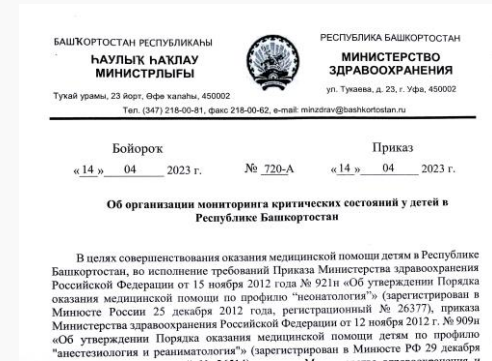 БАШҠОРТОСТАН РЕСПУБЛИКАҺЫ
ҺАУЛЫҠ ҺАҠЛАУ
МИНИСТРЛЫҒЫ
Туҡай урамы, 23 йорт, Өфө ҡалаһы, 450002
РЕСПУБЛИКА БАШКОРТОСТАН
МИНИСТЕРСТВО
ЗДРАВООХРАНЕНИЯ
ул. Тукаева, д. 23, г. Уфа, 450002
Тел. (347) 218-00-81, факс 218-00-62, e-mail: minzdrav@bashkortostan.ru
Бойороҡ Приказ
«14» 04 2023 г. № 720-А «14» 04 2023 г.
Об организации мониторинга критических состояний у детей в
Республике Башкортостан
В целях совершенствования оказания медицинской помощи детям в Республике
Башкортостан, во исполнение требований Приказа Министерства здравоохранения
Российской Федерации от 15 ноября 2012 года № 921н «Об утверждении Порядка
оказания медицинской помощи по профилю "неонатология"» (зарегистрирован в
Минюсте России 25 декабря 2012 года, регистрационный № 26377), приказа
Министерства здравоохранения Российской Федерации от 12 ноября 2012 г. № 909н
«Об утверждении Порядка оказания медицинской помощи детям по профилю
"анестезиология и реаниматология"» (зарегистрирован в Минюсте РФ 29 декабря